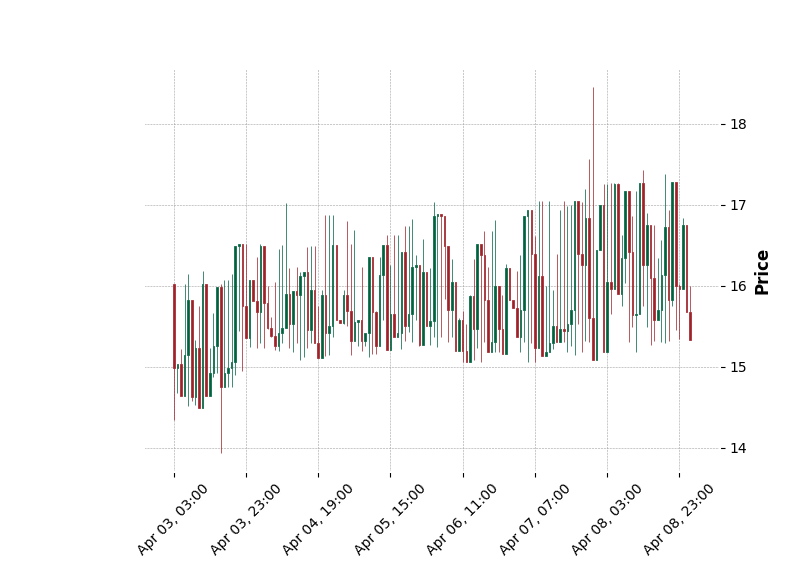 18
17
16
15
14
Price
Apr 03, 03:00
Apr 03, 23:00
Apr 04, 19:00
Apr 05, 15:00
Apr 06, 11:00
Apr 07, 07:00
Apr 08, 03:00
Apr 08, 23:00